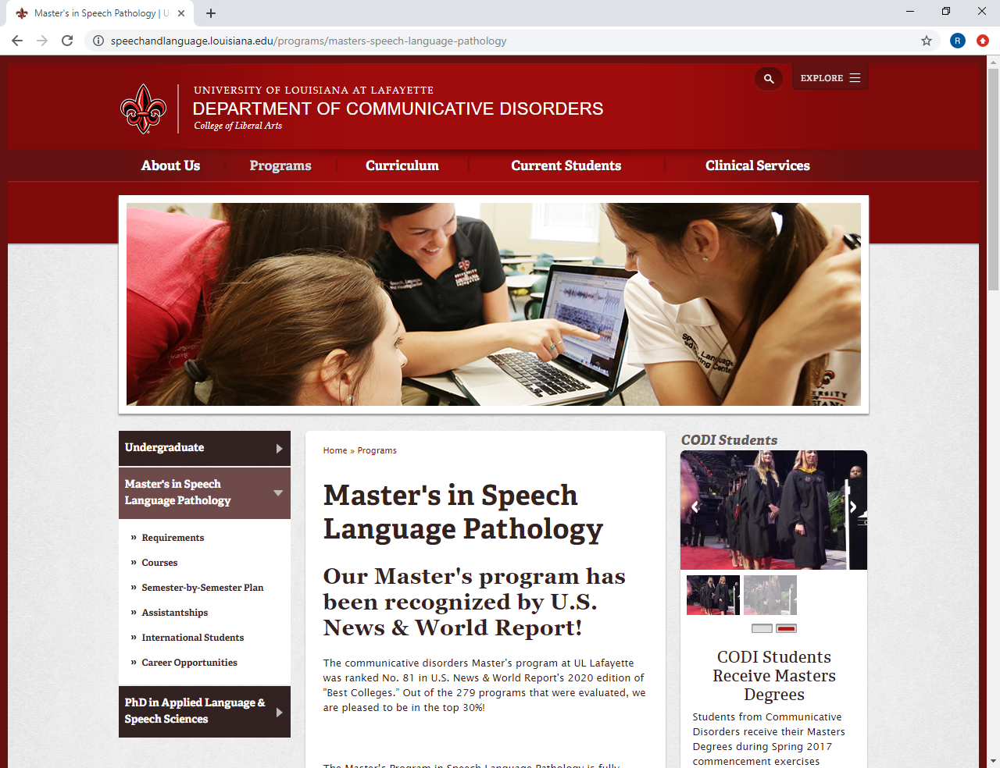 Master's in Speech Pathology | U
speechandlanguage.louisiana.edu/programs/masters-speech-language-pathology
R
EXPLORE
UNIVERSITY OF LOUISIANA AT LAFAYETTE
DEPARTMENT OF COMMUNICATIVE DISORDERS
College of Liberal Arts
About Us
Programs
Curriculum
Current Students
Clinical Services
Undergraduate
Master's in Speech
Language Pathology
» Requirements
» Courses
» Semester-by-Semester Plan
» Assistantships
» International Students
» Career Opportunities
PhD in Applied Language &
Speech Sciences
Home » Programs
Master's in Speech
Language Pathology
Our Master's program has
been recognized by U.S.
News & World Report!
The communicative disorders Master's program at UL Lafayette
was ranked No. 81 in U.S. News & World Report's 2020 edition of
"Best Colleges." Out of the 279 programs that were evaluated, we
are pleased to be in the top 30%!
The Master's Program in Speech Language Pathology is fully
CODI Students
CODI Students
Receive Masters
Degrees
Students from Communicative
Disorders receive their Masters
Degrees during Spring 2017
commencement exercises